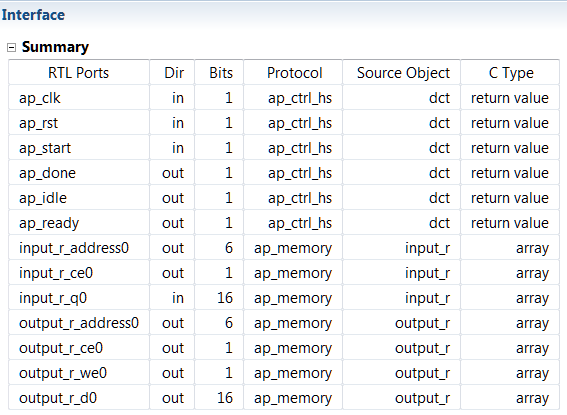 Interface
Summary
RTL Ports Dir Bits Protocol Source Object C Type
ap_clk in 1 ap_ctrl_hs dct return value
ap_rst in 1 ap_ctrl_hs dct return value
ap_start in 1 ap_ctrl_hs dct return value
ap_done out 1 ap_ctrl_hs dct return value
ap_idle out 1 ap_ctrl_hs dct return value
ap_ready out 1 ap_ctrl_hs dct return value
input_r_address0 out 6 ap_memory input_r array
input_r_ce0 out 1 ap_memory input_r array
input_r_q0 in 16 ap_memory input_r array
output_r_address0 out 6 ap_memory output_r array
output_r_ce0 out 1 ap_memory output_r array
output_r_we0 out 1 ap_memory output_r array
output_r_d0 out 16 ap_memory output_r array